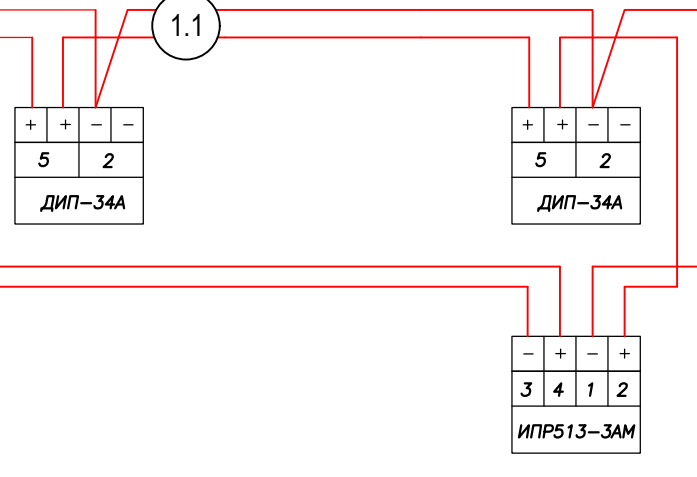 1.1
+ + − −
5 2
ДИП−34А
+ + − −
5 2
ДИП−34А
− + − +
3 4 1 2
ИПР513−3АМ